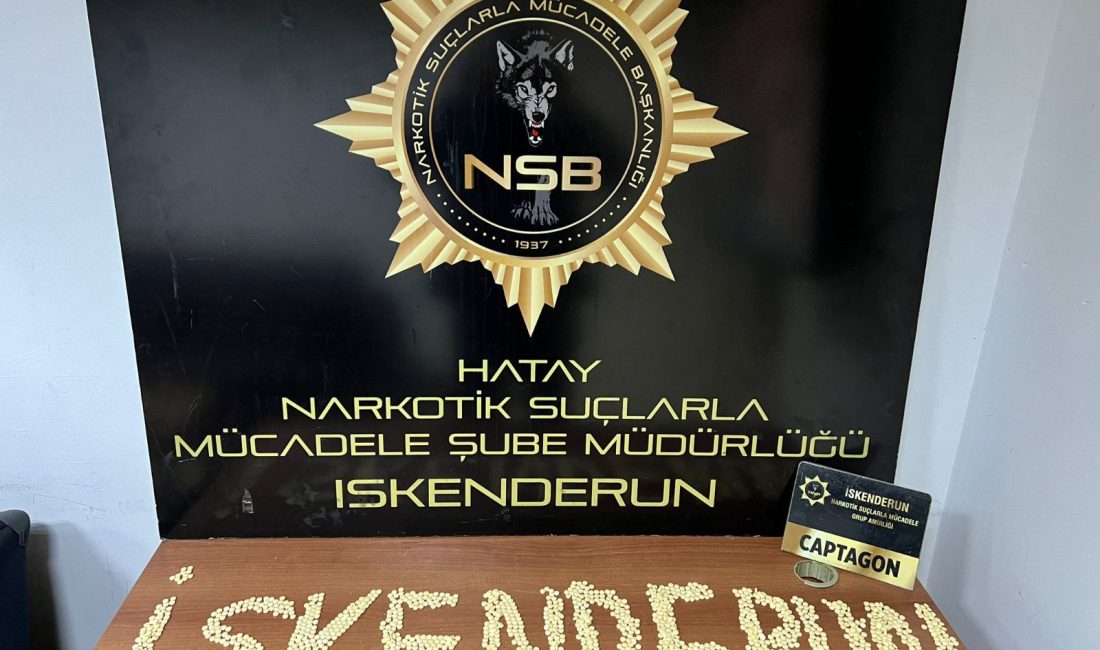 NARKOTİK SUÇLARLA MÜCADELE BAŞKANLIĞI
NSB
1937
HATAY
NARKOTİK SUÇLARLA
MÜCADELE ŞUBE MÜDÜRLÜĞÜ
ISKENDERUN
İSKENDERUN
NARKOTİK SUÇLARLA MÜCADELE
GRUP AMİRLİĞİ
CAPTAGON
İSKENDERUN